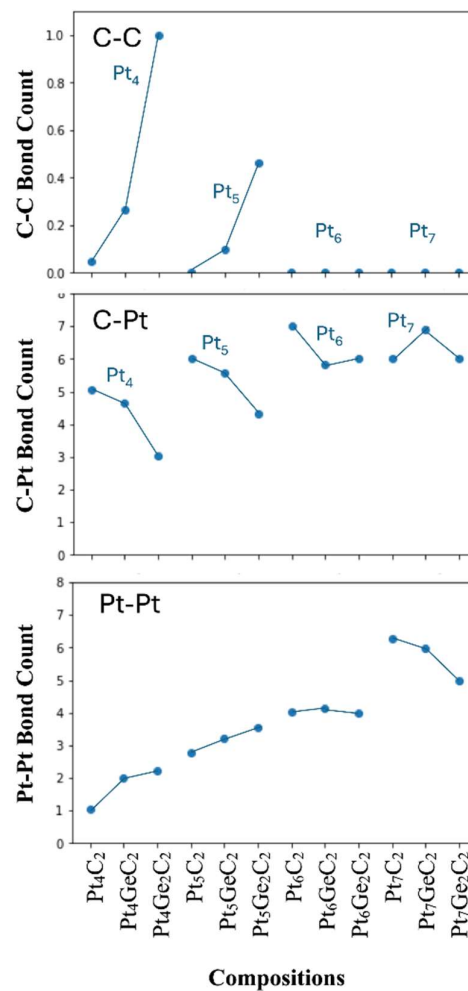 C-C
C-C Bond Count
1.0
0.8
0.6
0.4
0.2
0.0
Pt₄
Pt₅
Pt₆
Pt₇
C-Pt
C-Pt Bond Count
8
7
6
5
4
3
2
1
0
Pt₄
Pt₅
Pt₆
Pt₇
Pt-Pt
Pt-Pt Bond Count
8
7
6
5
4
3
2
1
0
Pt₄C₂
Pt₄GeC₂
Pt₄Ge₂C₂
Pt₅C₂
Pt₅GeC₂
Pt₅Ge₂C₂
Pt₆C₂
Pt₆GeC₂
Pt₆Ge₂C₂
Pt₇C₂
Pt₇GeC₂
Pt₇Ge₂C₂
Compositions